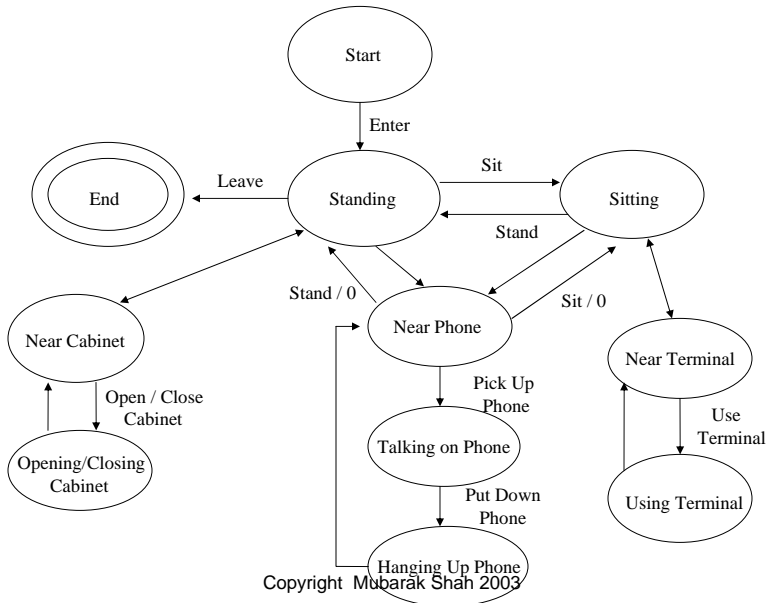 Start
Enter
Leave
Sit
End
Standing
Sitting
Stand
Stand / 0
Sit / 0
Near Cabinet
Near Phone
Near Terminal
Open / Close
Cabinet
Pick Up
Phone
Use
Terminal
Opening/Closing
Cabinet
Talking on Phone
Using Terminal
Put Down
Phone
Hanging Up Phone
Copyright Mubarak Shah 2003